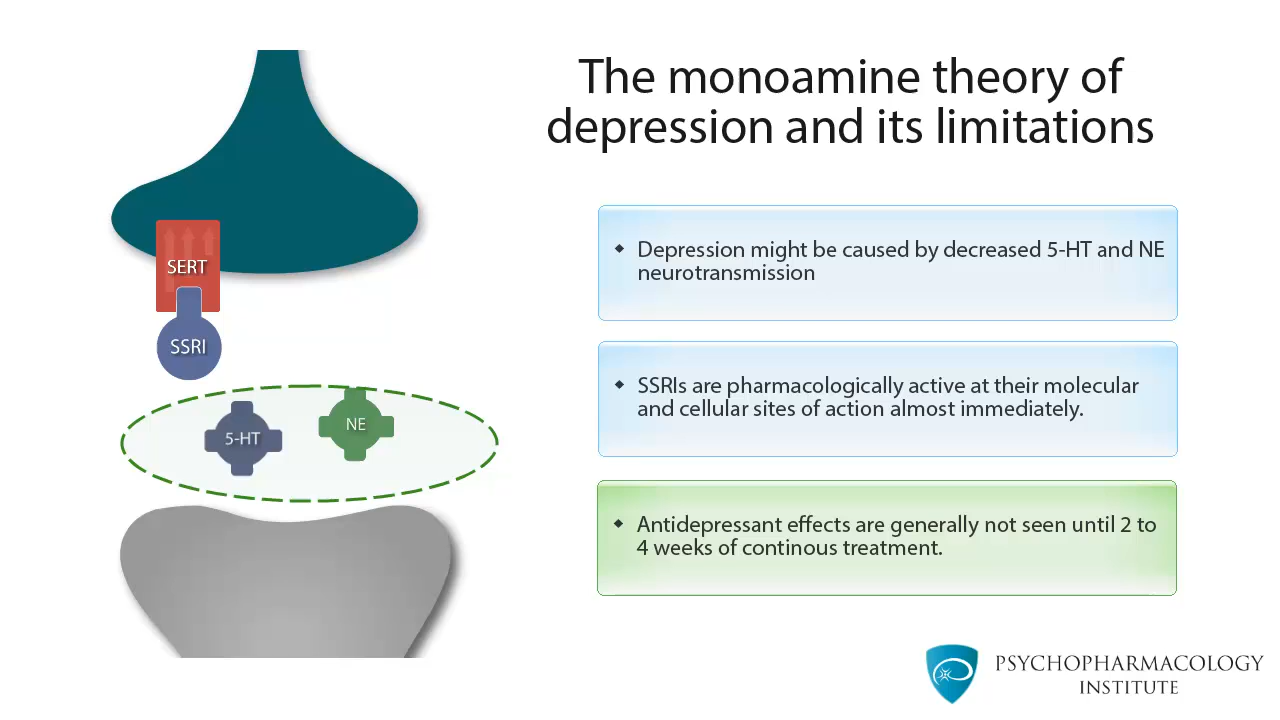 The monoamine theory of
depression and its limitations
SERT
SSRI
5-HT
NE
◆ Depression might be caused by decreased 5-HT and NE
neurotransmission
◆ SSRIs are pharmacologically active at their molecular
and cellular sites of action almost immediately.
◆ Antidepressant effects are generally not seen until 2 to
4 weeks of continous treatment.
PSYCHOPHARMACOLOGY
INSTITUTE